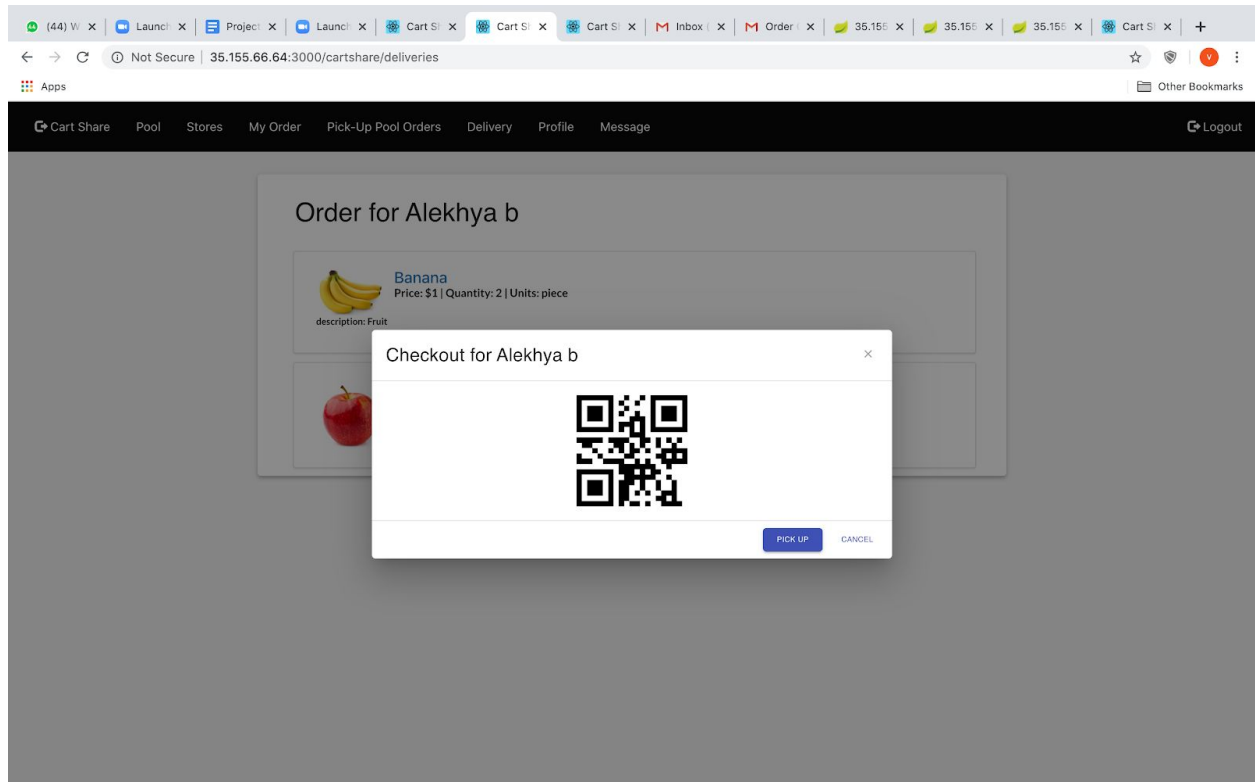 (44) W
Launch
Project
Launch
Cart Sh
Cart Sh
Cart Sh
Inbox (
Order C
35.155
35.155
35.155
Cart Sh
Not Secure | 35.155.66.64:3000/cartshare/deliveries
V
Apps
Other Bookmarks
Cart Share Pool Stores My Order Pick-Up Pool Orders Delivery Profile Message Logout
Order for Alekhya b
Banana
Price: $1 | Quantity: 2 | Units: piece
description: Fruit
Checkout for Alekhya b
PICK UP CANCEL